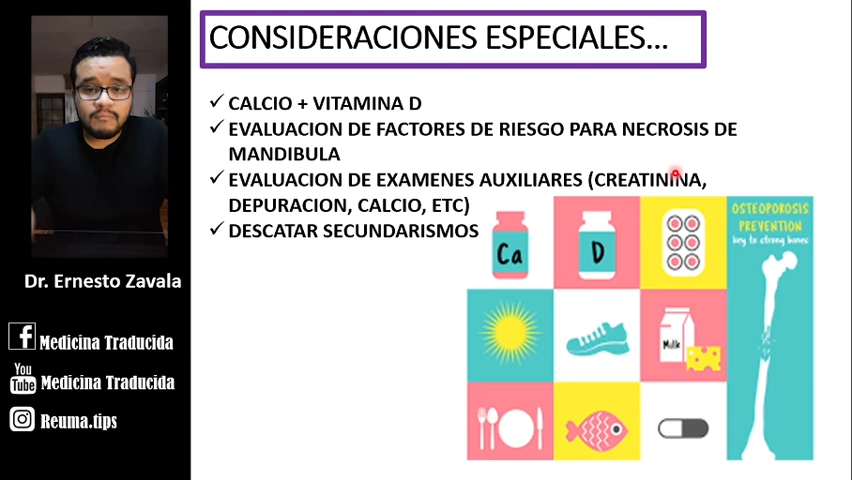 CONSIDERACIONES ESPECIALES...
✓ CALCIO + VITAMINA D
✓ EVALUACION DE FACTORES DE RIESGO PARA NECROSIS DE
MANDIBULA
✓ EVALUACION DE EXAMENES AUXILIARES (CREATININA,
DEPURACION, CALCIO, ETC)
✓ DESCATAR SECUNDARISMOS
Ca
D
OSTEOPOROSIS
PREVENTION
key to strong bones
Milk
Dr. Ernesto Zavala
f Medicina Traducida
You
Tube Medicina Traducida
Reuma.tips